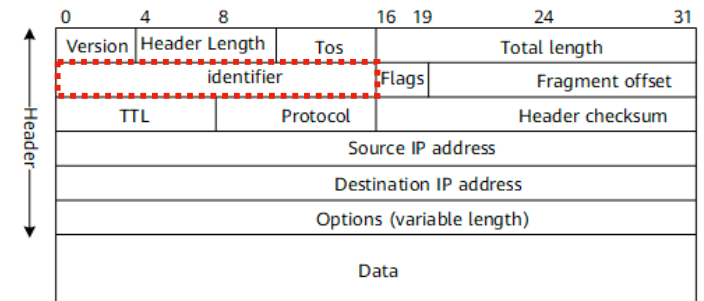 0 4 8 16 19 24 31
Version Header Length Tos Total length
identifier Flags Fragment offset
TTL Protocol Header checksum
Source IP address
Destination IP address
Options (variable length)
Data
Header